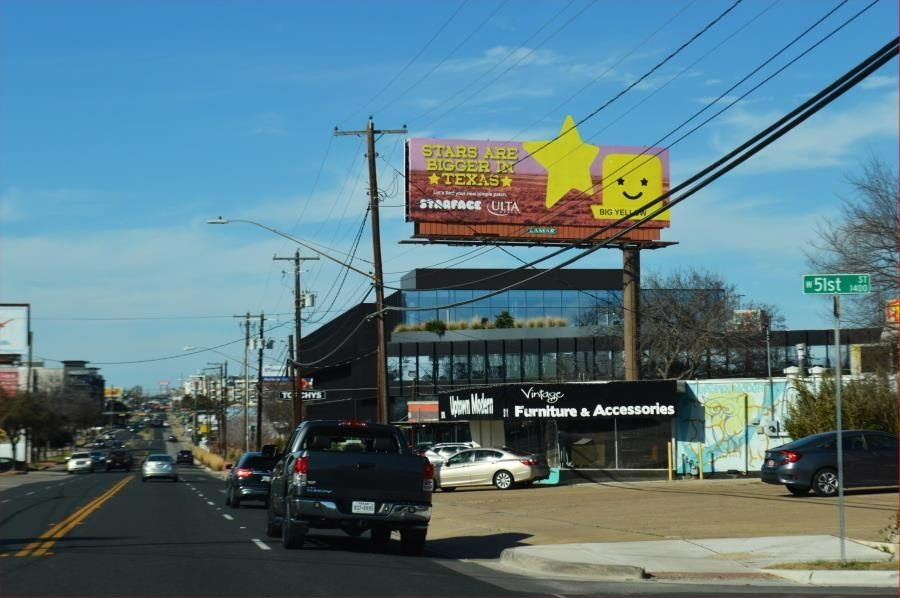 STARS ARE
BIGGER IN
TEXAS
Let's find your new pimple patch.
STARFACE ULTA
BIG YELLOW
LAMAR
W 51st ST
1400
TORCHYS
Uptown Modern
Vintage
Furniture & Accessories